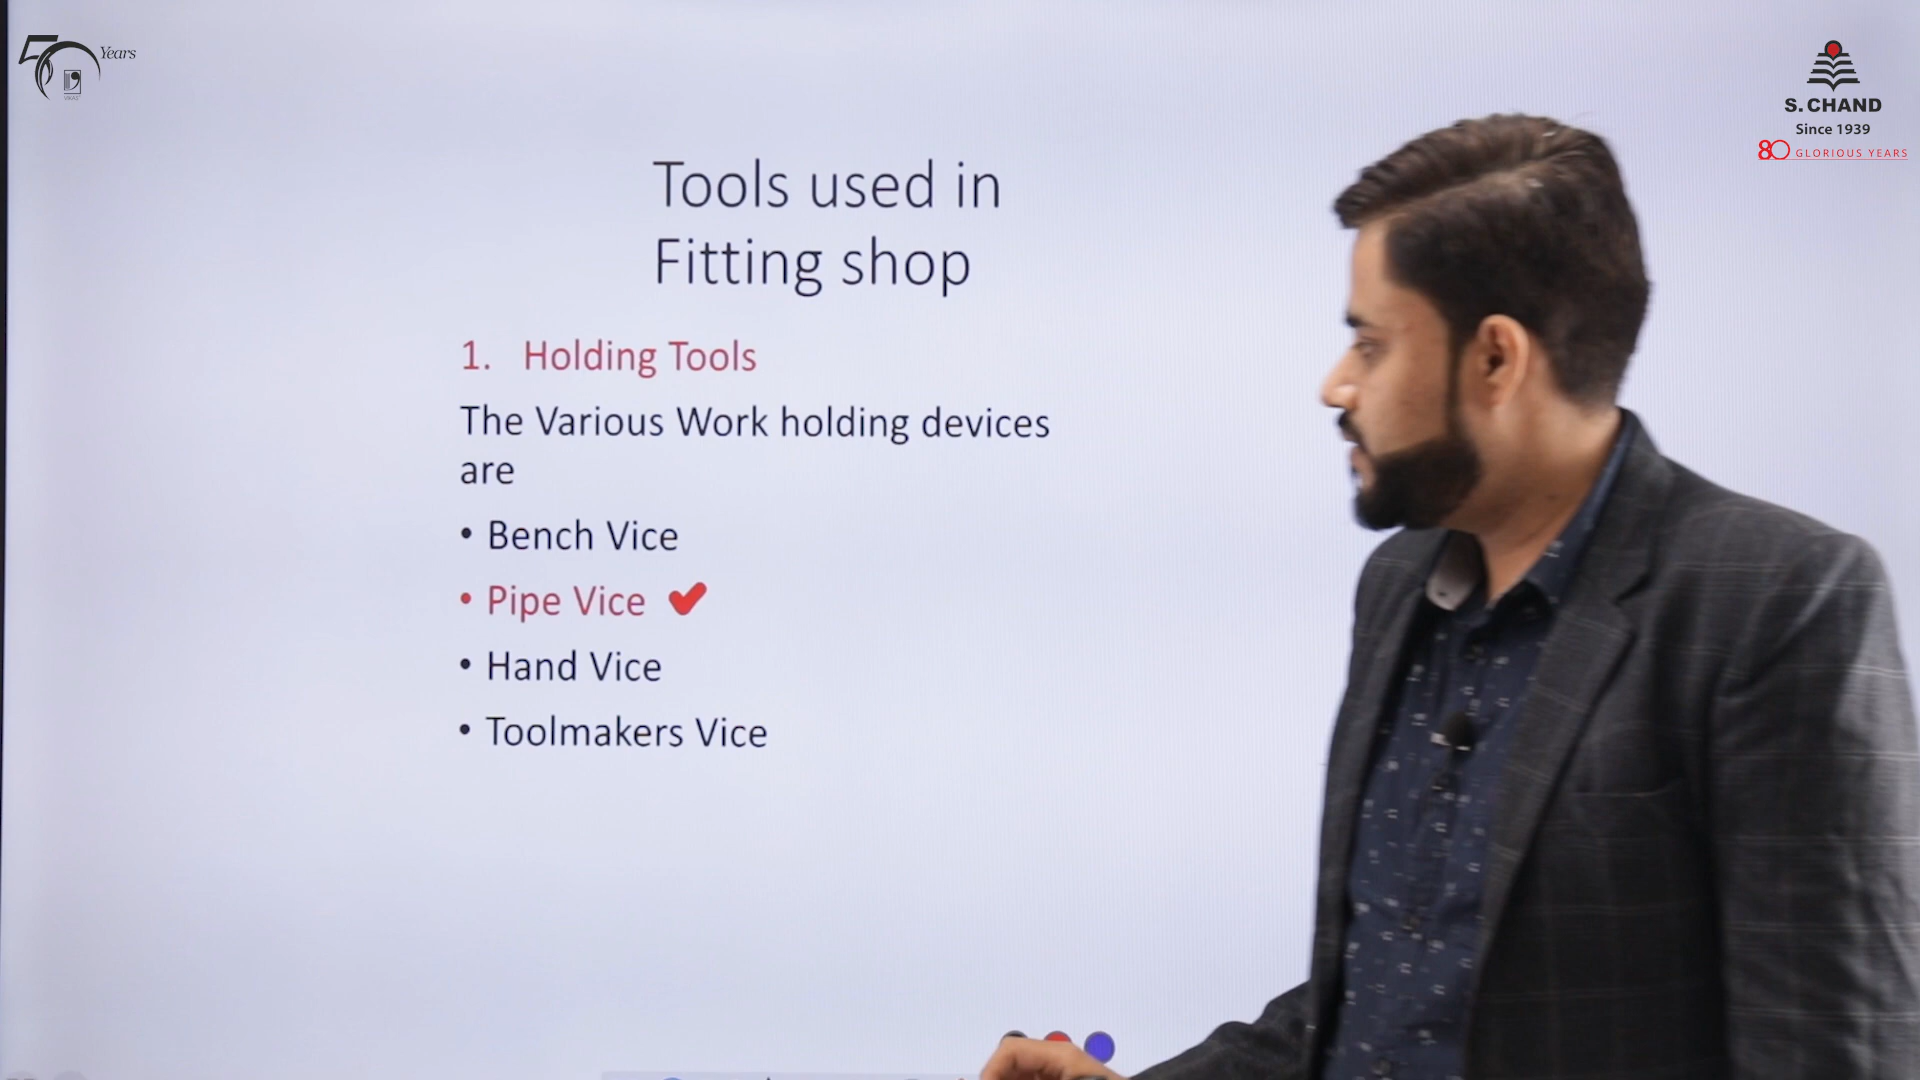 50 Years
VIKAS
S. CHAND
Since 1939
80 GLORIOUS YEARS
Tools used in
Fitting shop
1. Holding Tools
The Various Work holding devices
are
• Bench Vice
• Pipe Vice ✔
• Hand Vice
• Toolmakers Vice